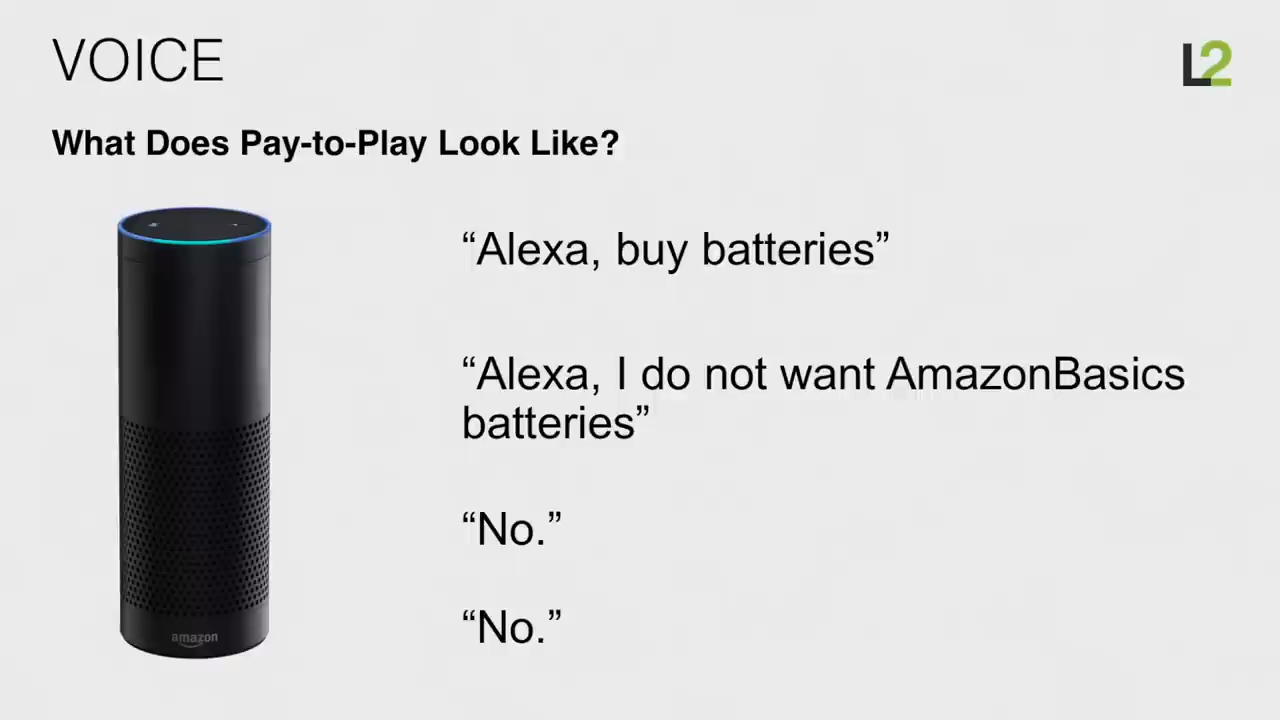 VOICE
L2
What Does Pay-to-Play Look Like?
“Alexa, buy batteries”
“Alexa, I do not want AmazonBasics
batteries”
“No.”
“No.”
amazon